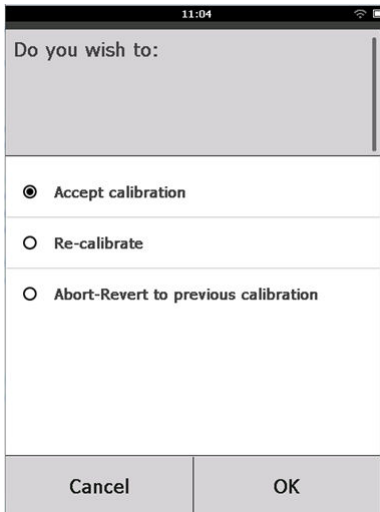 11:04
Do you wish to:
Accept calibration
Re-calibrate
Abort-Revert to previous calibration
Cancel
OK